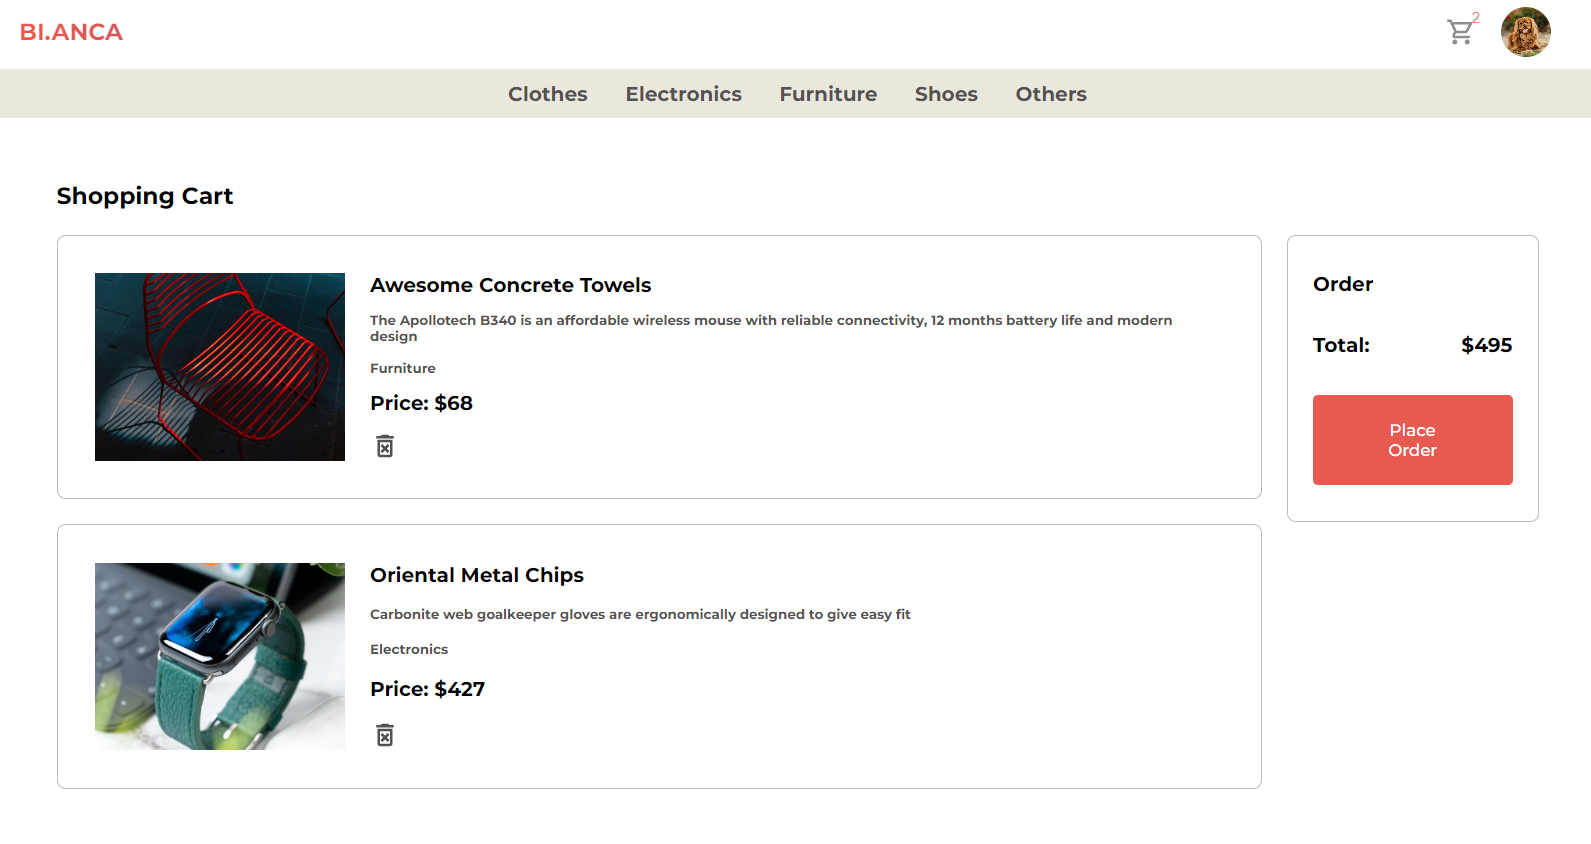 BI.ANCA
2
Clothes Electronics Furniture Shoes Others
Shopping Cart
Awesome Concrete Towels
The Apollotech B340 is an affordable wireless mouse with reliable connectivity, 12 months battery life and modern
design
Furniture
Price: $68
Oriental Metal Chips
Carbonite web goalkeeper gloves are ergonomically designed to give easy fit
Electronics
Price: $427
Order
Total: $495
Place
Order